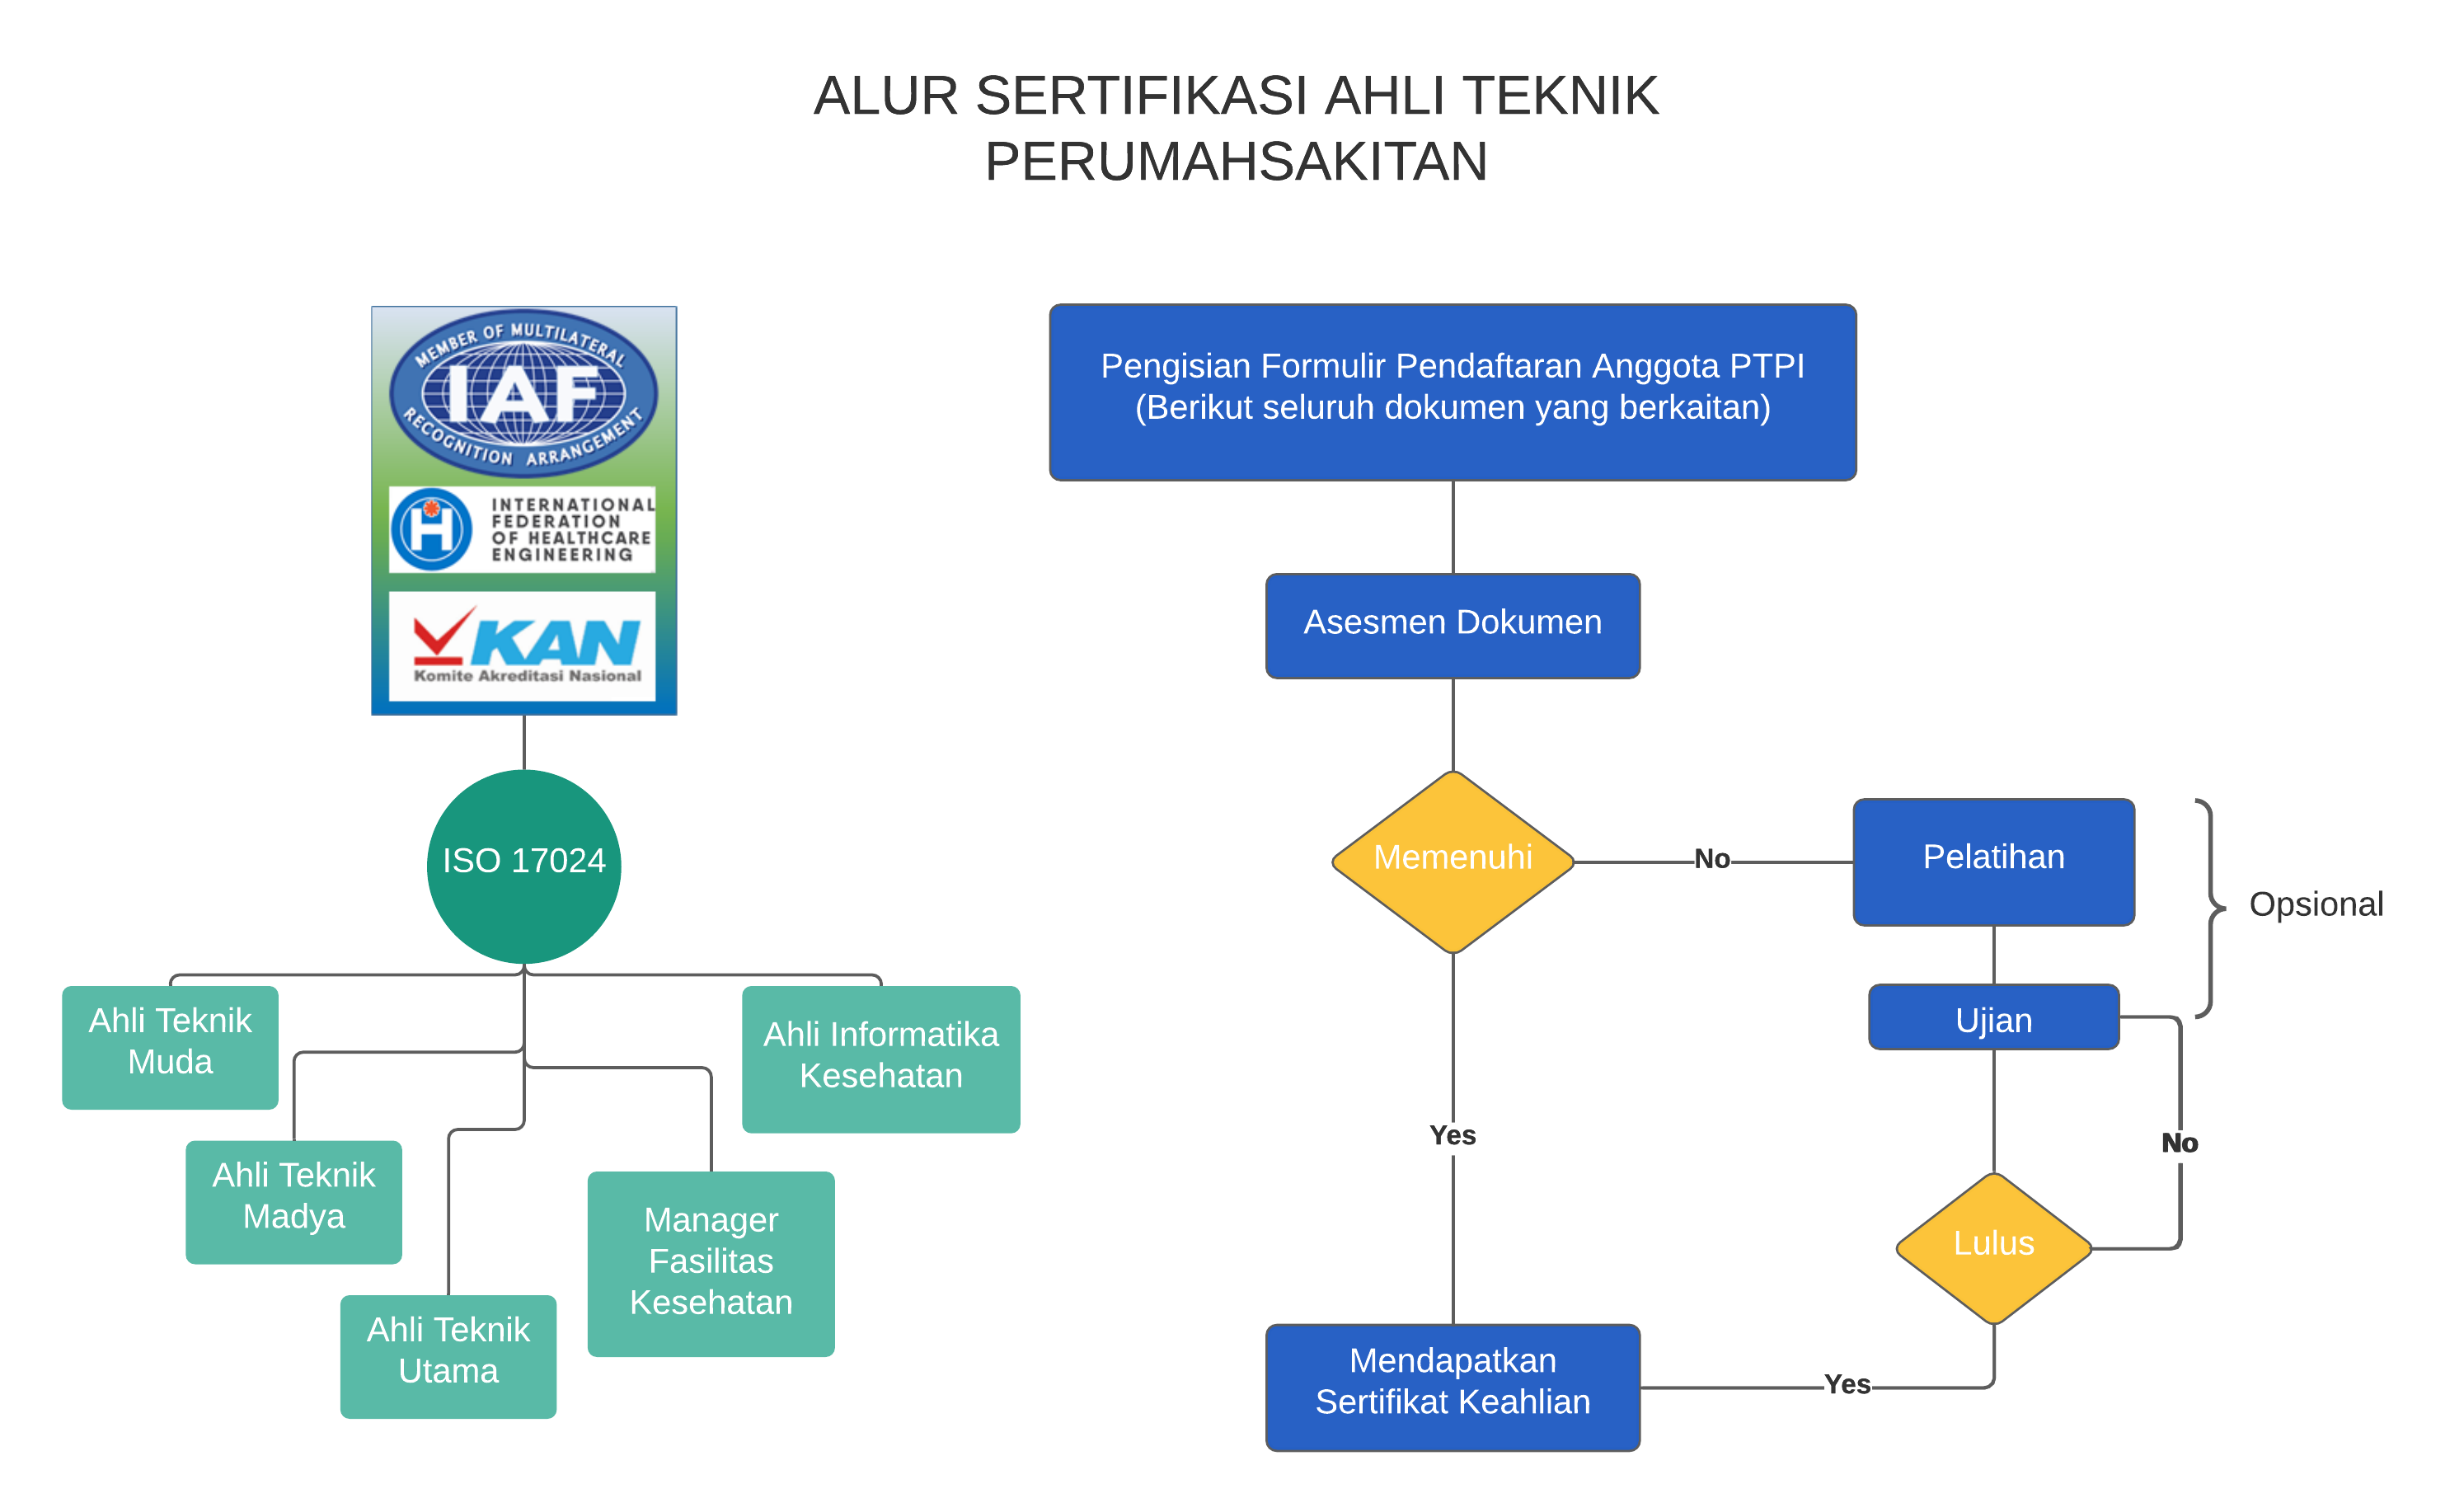 ALUR SERTIFIKASI AHLI TEKNIK
PERUMAHSAKITAN
MEMBER OF MULTILATERAL
IAF
RECOGNITION ARRANGEMENT
INTERNATIONAL
FEDERATION
OF HEALTHCARE
ENGINEERING
KAN
Komite Akreditasi Nasional
ISO 17024
Ahli Teknik
Muda
Ahli Teknik
Madya
Ahli Teknik
Utama
Manager
Fasilitas
Kesehatan
Ahli Informatika
Kesehatan
Pengisian Formulir Pendaftaran Anggota PTPI
(Berikut seluruh dokumen yang berkaitan)
Asesmen Dokumen
Memenuhi
No
Pelatihan
Opsional
Ujian
Yes
No
Lulus
Yes
Mendapatkan
Sertifikat Keahlian